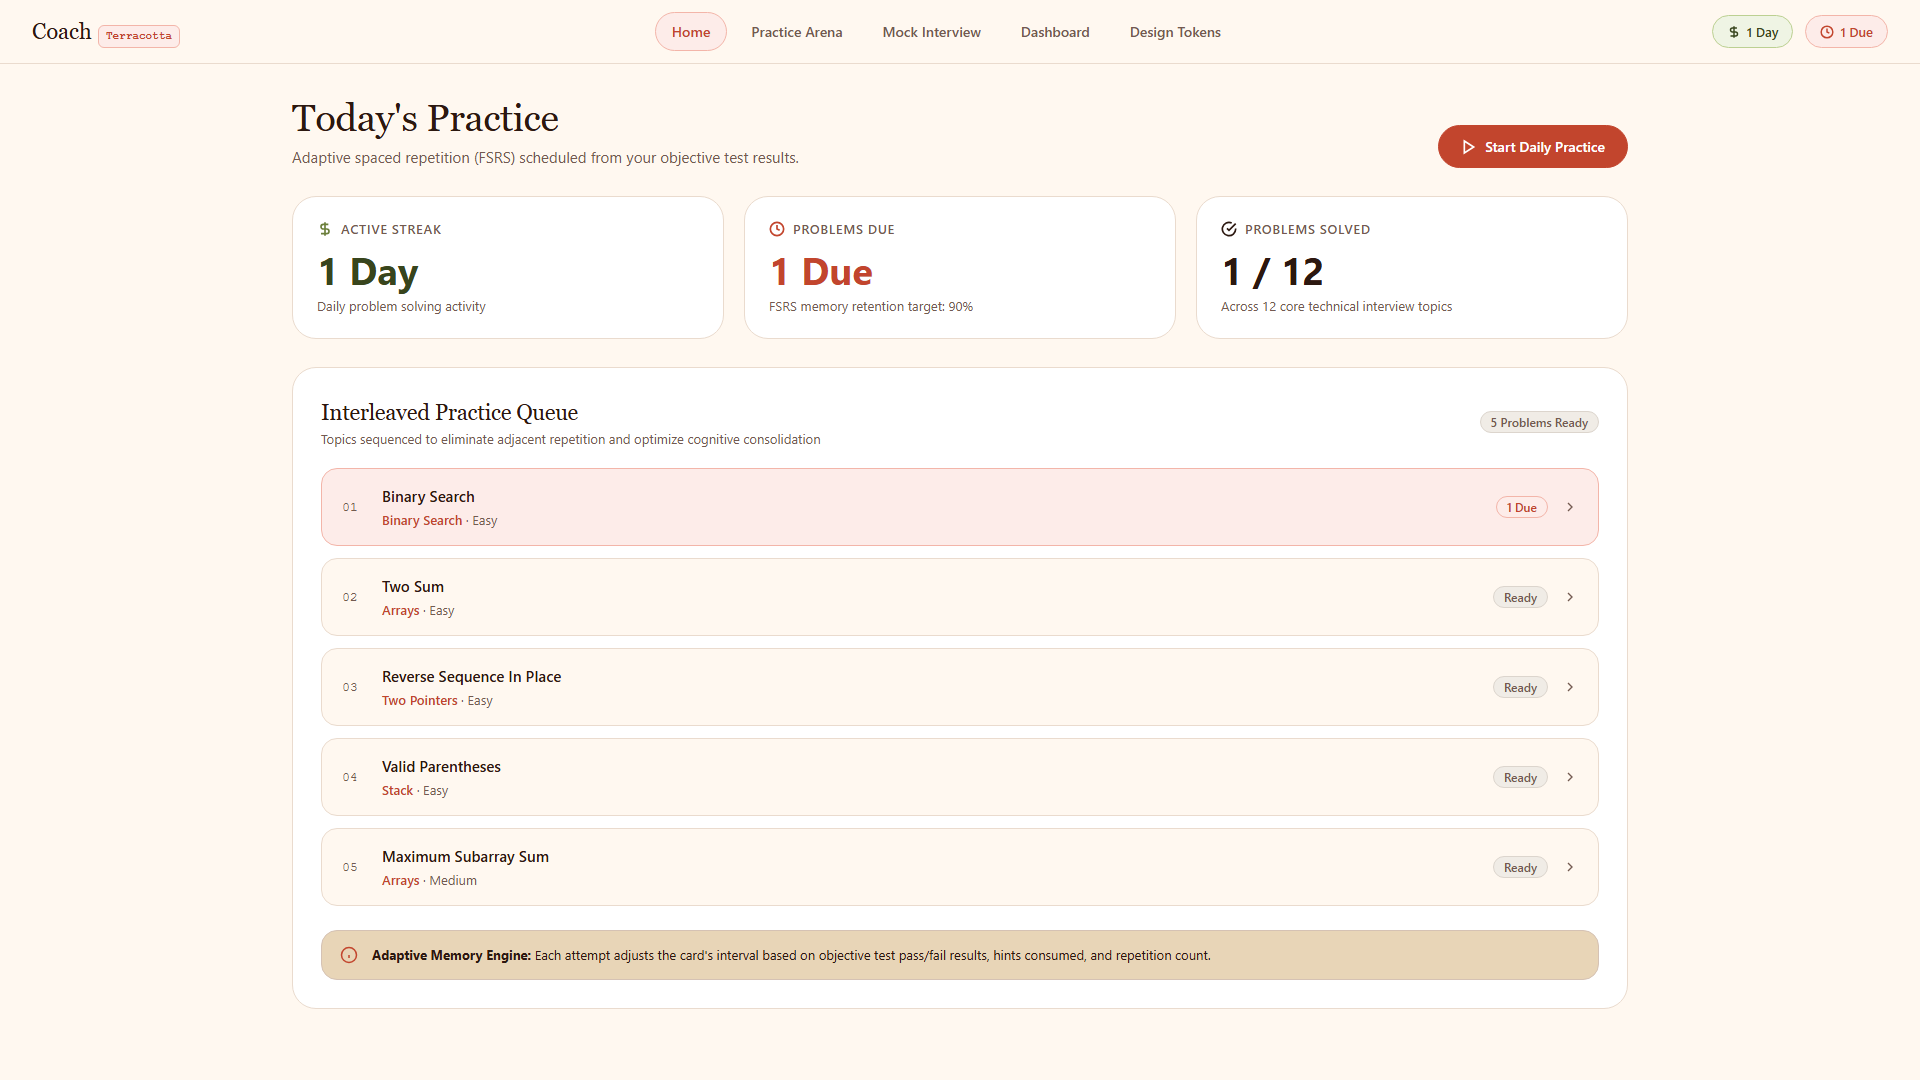 Coach Terracotta
Home Practice Arena Mock Interview Dashboard Design Tokens
1 Day 1 Due
Today's Practice
Adaptive spaced repetition (FSRS) scheduled from your objective test results.
Start Daily Practice
ACTIVE STREAK
1 Day
Daily problem solving activity
PROBLEMS DUE
1 Due
FSRS memory retention target: 90%
PROBLEMS SOLVED
1 / 12
Across 12 core technical interview topics
Interleaved Practice Queue
Topics sequenced to eliminate adjacent repetition and optimize cognitive consolidation
5 Problems Ready
01
Binary Search
Binary Search · Easy
1 Due
02
Two Sum
Arrays · Easy
Ready
03
Reverse Sequence In Place
Two Pointers · Easy
Ready
04
Valid Parentheses
Stack · Easy
Ready
05
Maximum Subarray Sum
Arrays · Medium
Ready
Adaptive Memory Engine: Each attempt adjusts the card's interval based on objective test pass/fail results, hints consumed, and repetition count.